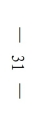 — 31 —